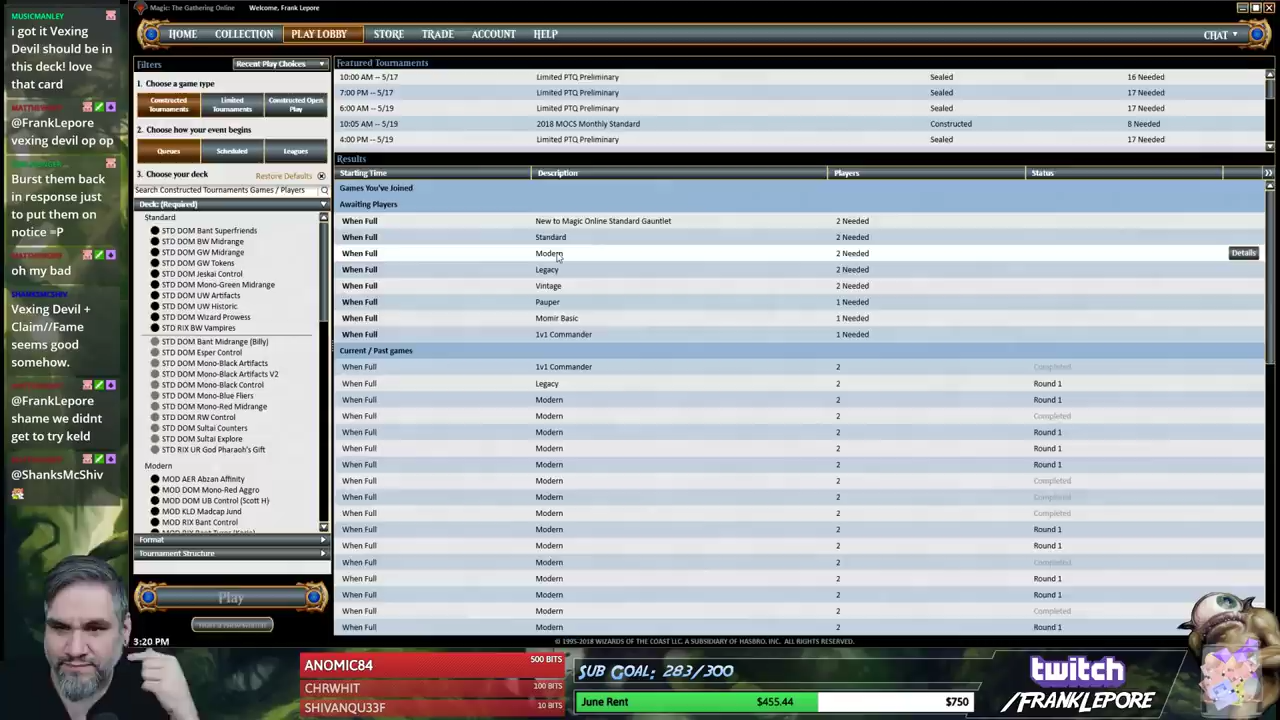 MUSICMANLEY
i got it Vexing
Devil should be in
this deck! love
that card
@FrankLepore
vexing devil op op
Burst them back
in response just
to put them on
notice =P
oh my bad
SHANKSMCSHIV
Vexing Devil +
Claim//Fame
seems good
somehow.
@FrankLepore
shame we didnt
get to try keld
@ShanksMcShiv
Magic: The Gathering Online Welcome, Frank Lepore
HOME COLLECTION PLAY LOBBY STORE TRADE ACCOUNT HELP CHAT
Filters Recent Play Choices
1. Choose a game type
Constructed Tournaments Limited Tournaments Constructed Open Play
2. Choose how your event begins
Queues Scheduled Leagues
3. Choose your deck Restore Defaults
Search Constructed Tournaments Games / Players
Deck: (Required)
Standard
STD DOM Bant Superfriends
STD DOM BW Midrange
STD DOM GW Midrange
STD DOM GW Tokens
STD DOM Jeskai Control
STD DOM Mono-Green Midrange
STD DOM UW Artifacts
STD DOM UW Historic
STD DOM Wizard Prowess
STD RIX BW Vampires
STD DOM Bant Midrange (Billy)
STD DOM Esper Control
STD DOM Mono-Black Artifacts
STD DOM Mono-Black Artifacts V2
STD DOM Mono-Black Control
STD DOM Mono-Blue Fliers
STD DOM Mono-Red Midrange
STD DOM RW Control
STD DOM Sultai Counters
STD DOM Sultai Explore
STD RIX UR God Pharaoh's Gift
Modern
MOD AER Abzan Affinity
MOD DOM Mono-Red Aggro
MOD DOM UB Control (Scott H)
MOD KLD Madcap Jund
MOD RIX Bant Control
Format
Tournament Structure
Play
3:20 PM
Featured Tournaments
10:00 AM -- 5/17 Limited PTQ Preliminary Sealed 16 Needed
7:00 PM -- 5/17 Limited PTQ Preliminary Sealed 17 Needed
6:00 AM -- 5/19 Limited PTQ Preliminary Sealed 17 Needed
10:05 AM -- 5/19 2018 MOCS Monthly Standard Constructed 8 Needed
4:00 PM -- 5/19 Limited PTQ Preliminary Sealed 17 Needed
Results
Starting Time Description Players Status
Games You've Joined
Awaiting Players
When Full New to Magic Online Standard Gauntlet 2 Needed
When Full Standard 2 Needed
When Full Modern 2 Needed Details
When Full Legacy 2 Needed
When Full Vintage 2 Needed
When Full Pauper 1 Needed
When Full Momir Basic 1 Needed
When Full 1v1 Commander 1 Needed
Current / Past games
When Full 1v1 Commander 2 Completed
When Full Legacy 2 Round 1
When Full Modern 2 Round 1
When Full Modern 2 Completed
When Full Modern 2 Round 1
When Full Modern 2 Round 1
When Full Modern 2 Round 1
When Full Modern 2 Completed
When Full Modern 2 Completed
When Full Modern 2 Completed
When Full Modern 2 Round 1
When Full Modern 2 Round 1
When Full Modern 2 Completed
When Full Modern 2 Round 1
When Full Modern 2 Round 1
When Full Modern 2 Completed
When Full Modern 2 Round 1
© 1995-2018 WIZARDS OF THE COAST LLC, A SUBSIDIARY OF HASBRO, INC. ALL RIGHTS RESERVED.
ANOMIC84 500 BITS
CHRWHIT 100 BITS
SHIVANQU33F 10 BITS
SUB GOAL: 283/300
June Rent $455.44 $750
twitch
/FRANKLEPORE